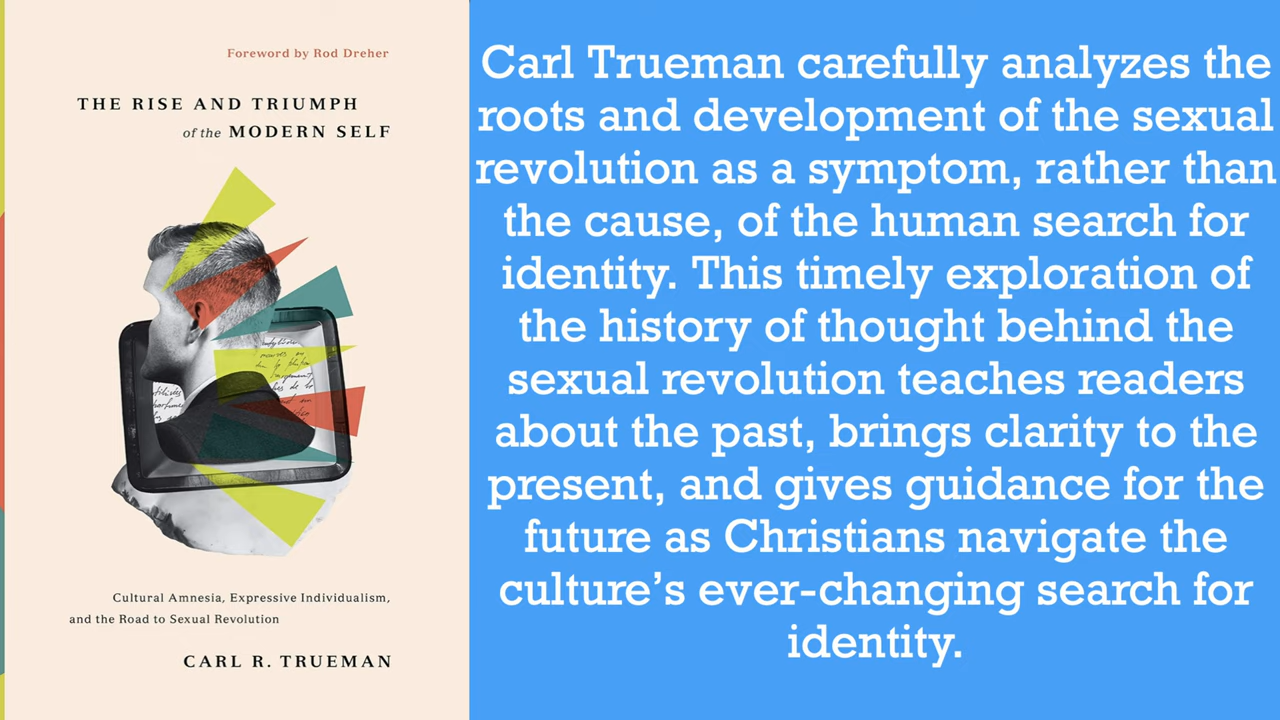 Foreword by Rod Dreher
THE RISE AND TRIUMPH
of the MODERN SELF
Cultural Amnesia, Expressive Individualism,
and the Road to Sexual Revolution
CARL R. TRUEMAN
Carl Trueman carefully analyzes the
roots and development of the sexual
revolution as a symptom, rather than
the cause, of the human search for
identity. This timely exploration of
the history of thought behind the
sexual revolution teaches readers
about the past, brings clarity to the
present, and gives guidance for the
future as Christians navigate the
culture’s ever-changing search for
identity.